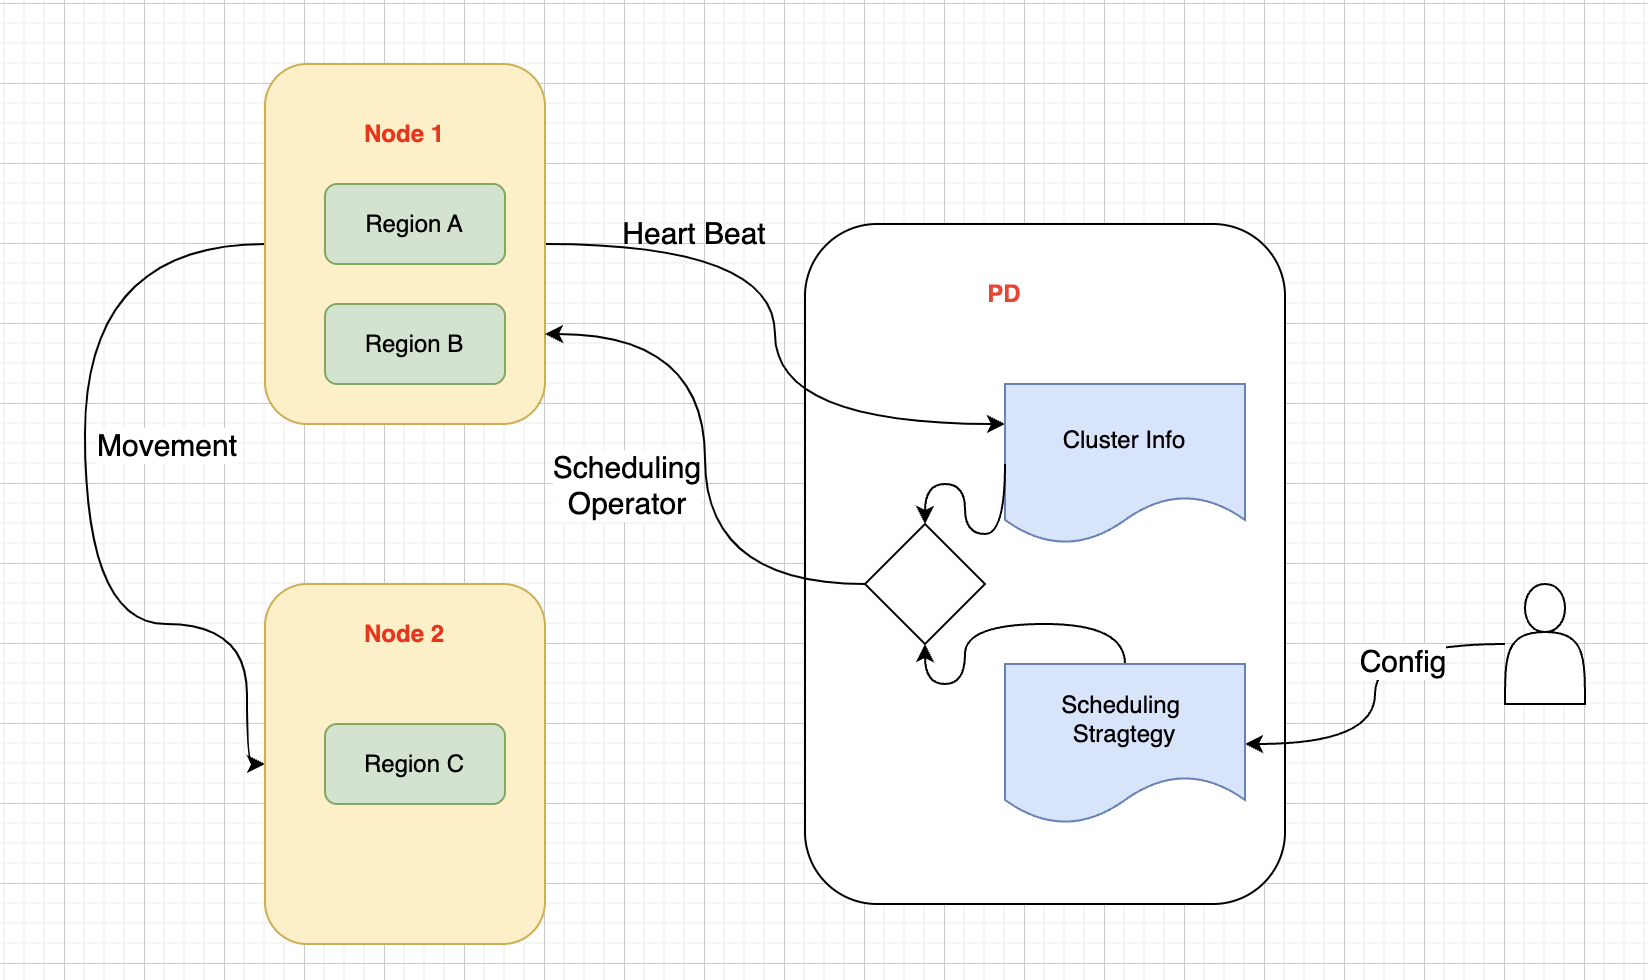 Node 1
Region A
Region B
Heart Beat
PD
Movement
Scheduling
Operator
Cluster Info
Node 2
Region C
Scheduling
Stragtegy
Config